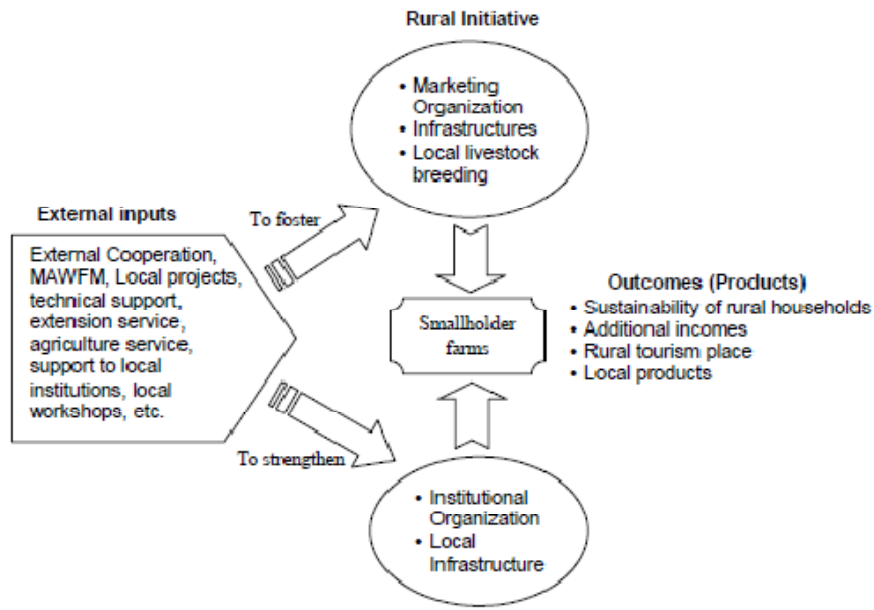 Rural Initiative
• Marketing
Organization
• Infrastructures
• Local livestock
breeding
External inputs
To foster
External Cooperation,
MAWFM, Local projects,
technical support,
extension service,
agriculture service,
support to local
institutions, local
workshops, etc.
Smallholder
farms
Outcomes (Products)
• Sustainability of rural households
• Additional incomes
• Rural tourism place
• Local products
To strengthen
• Institutional
Organization
• Local
Infrastructure